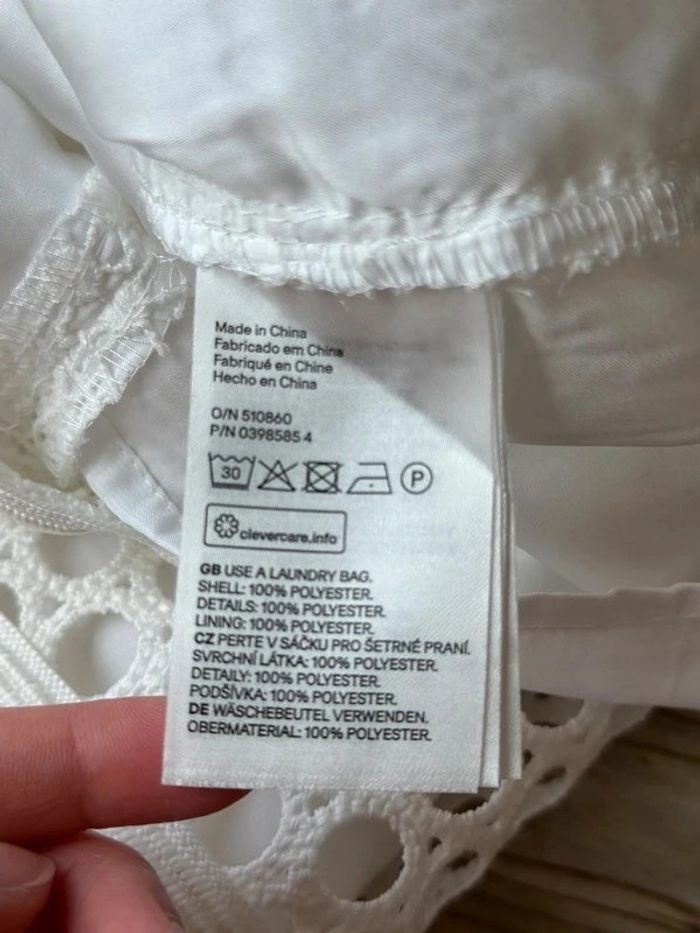 Made in China
Fabricado em China
Fabriqué en Chine
Hecho en China
O/N 510860
P/N 0398585 4
30 P
clevercare.info
GB USE A LAUNDRY BAG.
SHELL: 100% POLYESTER.
DETAILS: 100% POLYESTER.
LINING: 100% POLYESTER.
CZ PERTE V SÁČKU PRO ŠETRNÉ PRANÍ.
SVRCHNÍ LÁTKA: 100% POLYESTER.
DETAILY: 100% POLYESTER.
PODŠÍVKA: 100% POLYESTER.
DE WÄSCHEBEUTEL VERWENDEN.
OBERMATERIAL: 100% POLYESTER.